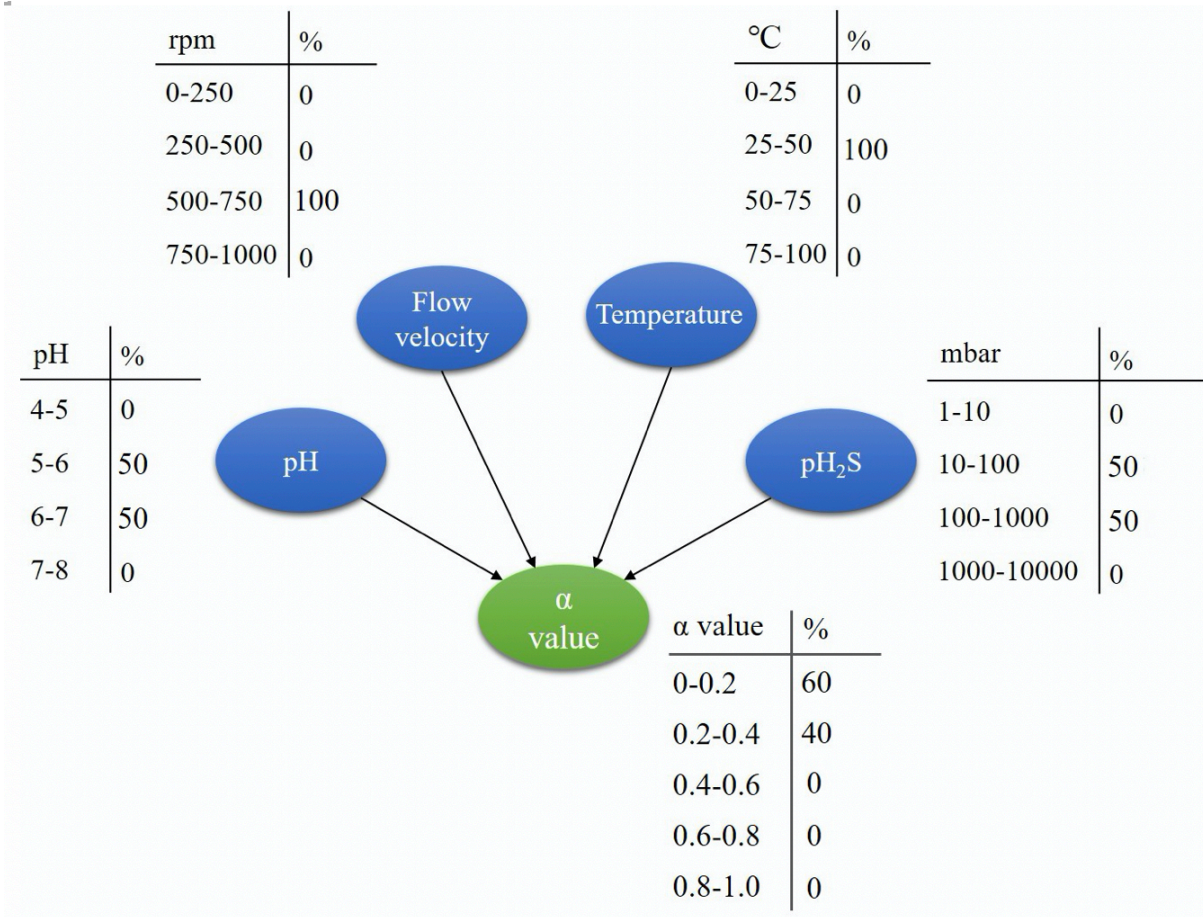 rpm %
0-250 0
250-500 0
500-750 100
750-1000 0
℃ %
0-25 0
25-50 100
50-75 0
75-100 0
Flow
velocity
Temperature
pH %
4-5 0
5-6 50
6-7 50
7-8 0
pH
pH₂S
mbar %
1-10 0
10-100 50
100-1000 50
1000-10000 0
α
value
α value %
0-0.2 60
0.2-0.4 40
0.4-0.6 0
0.6-0.8 0
0.8-1.0 0